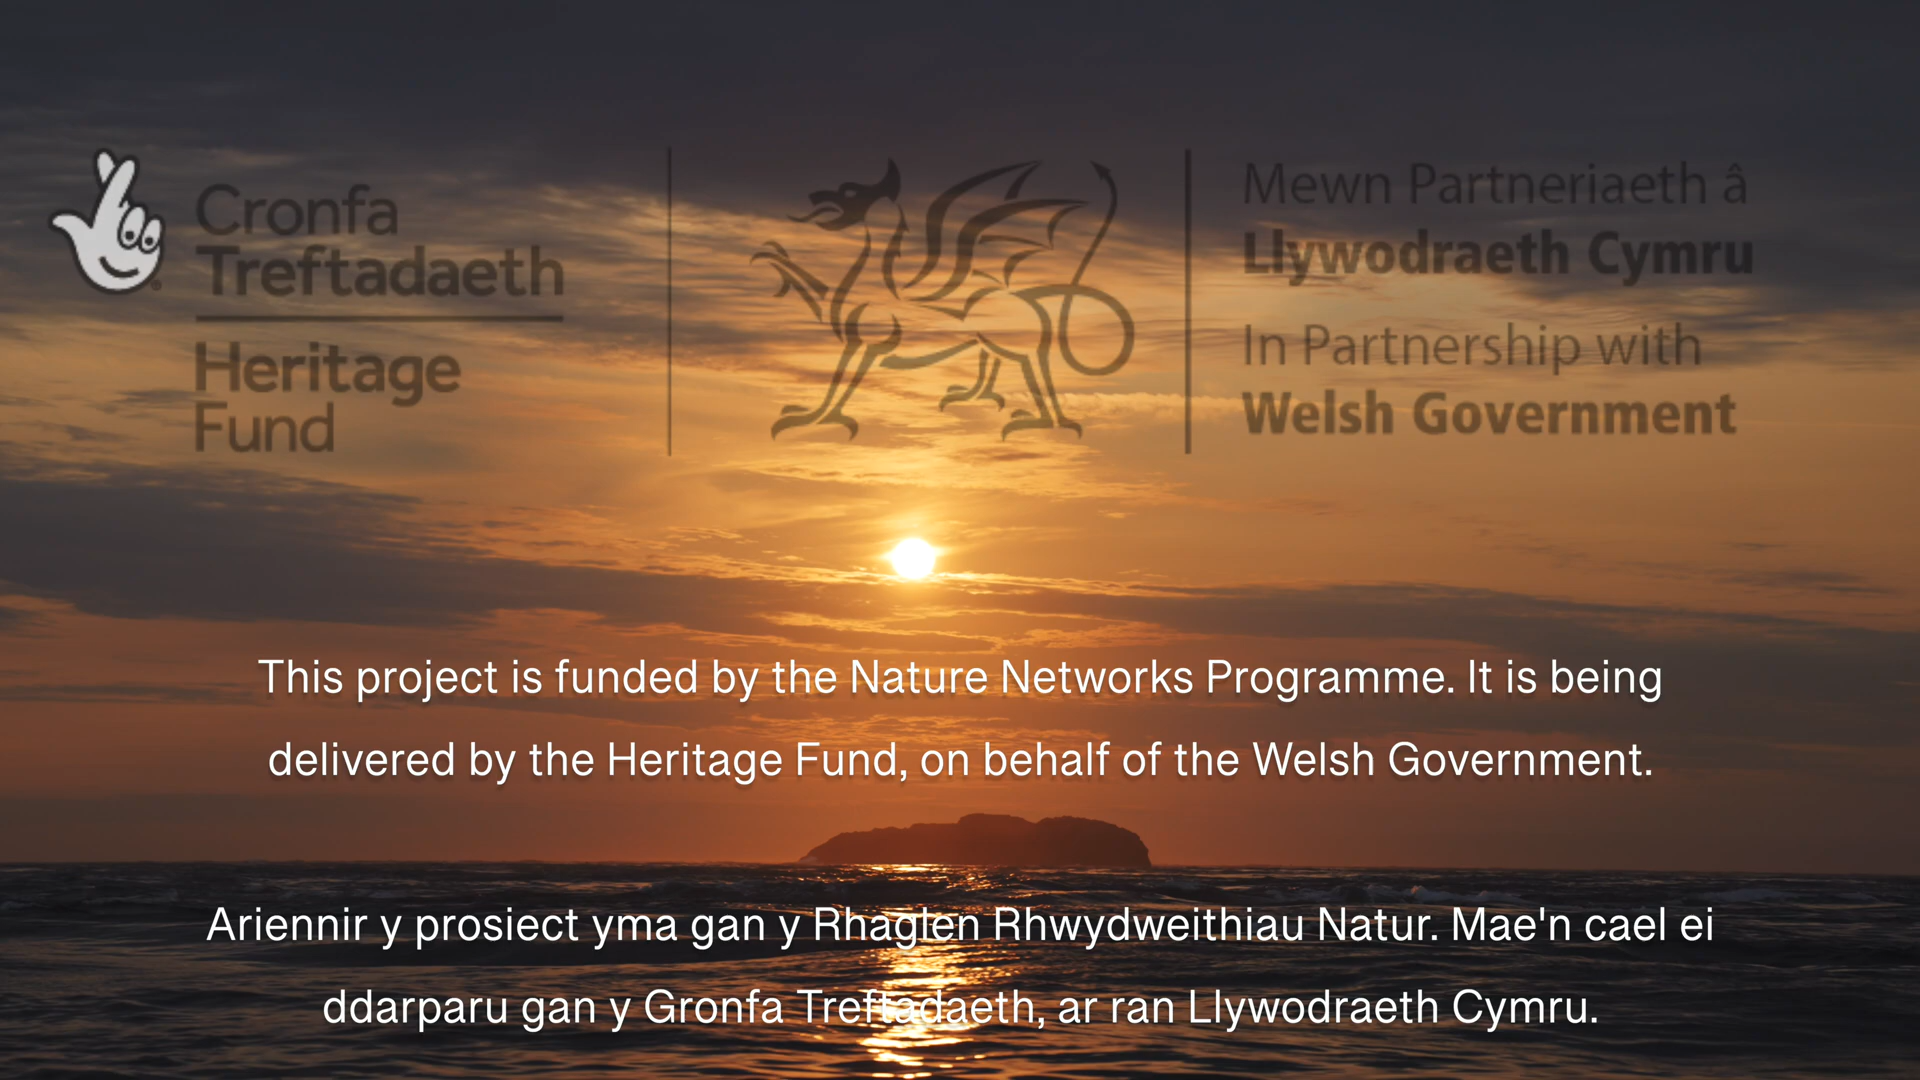 Cronfa
Treftadaeth
Heritage
Fund
Mewn Partneriaeth â
Llywodraeth Cymru
In Partnership with
Welsh Government
This project is funded by the Nature Networks Programme. It is being
delivered by the Heritage Fund, on behalf of the Welsh Government.
Ariennir y prosiect yma gan y Rhaglen Rhwydweithiau Natur. Mae'n cael ei
ddarparu gan y Gronfa Treftadaeth, ar ran Llywodraeth Cymru.